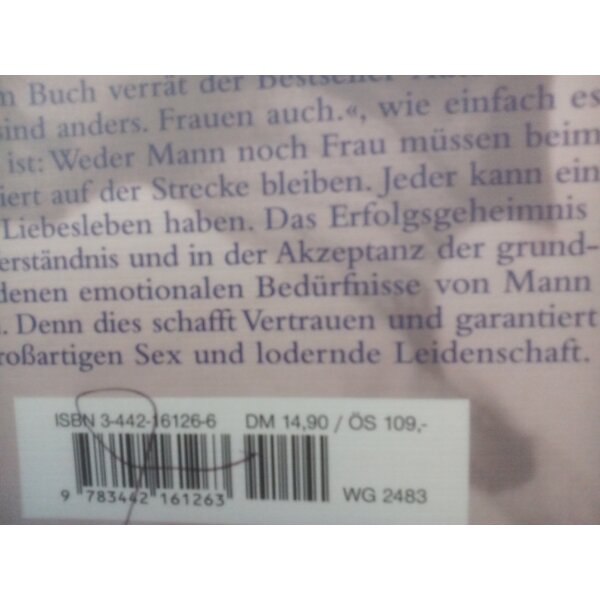 Buch verrät der Bestseller
sind anders. Frauen auch.«, wie einfach es
ist: Weder Mann noch Frau müssen beim
iert auf der Strecke bleiben. Jeder kann ein
Liebesleben haben. Das Erfolgsgeheimnis
erständnis und in der Akzeptanz der grund-
denen emotionalen Bedürfnisse von Mann
. Denn dies schafft Vertrauen und garantiert
roßartigen Sex und lodernde Leidenschaft.
ISBN 3-442-16126-6 DM 14,90 / ÖS 109,-
9 783442 161263 WG 2483